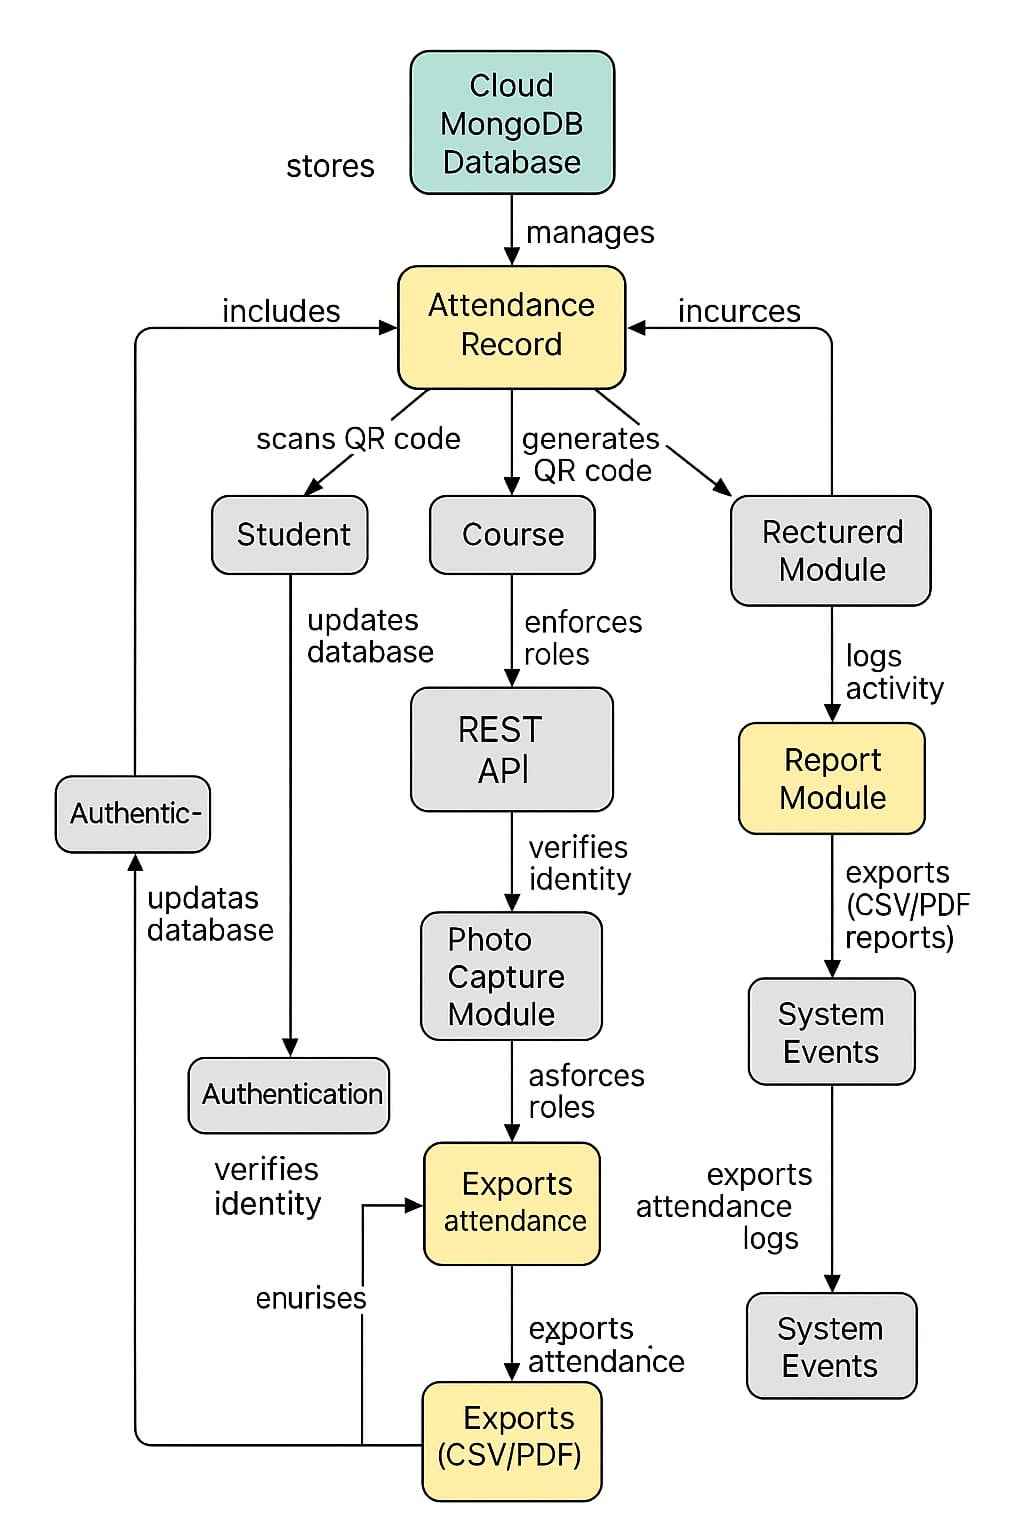 Cloud
MongoDB
Database
stores
manages
includes
Attendance
Record
incurces
scans QR code
generates
QR code
Student
Course
Recturerd
Module
updates
database
enforces
roles
logs
activity
REST
API
Report
Module
Authentic-
verifies
identity
exports
(CSV/PDF
reports)
updatas
database
Photo
Capture
Module
System
Events
Authentication
asforces
roles
verifies
identity
Exports
attendance
exports
attendance
logs
enurises
exports
attendance
System
Events
Exports
(CSV/PDF)